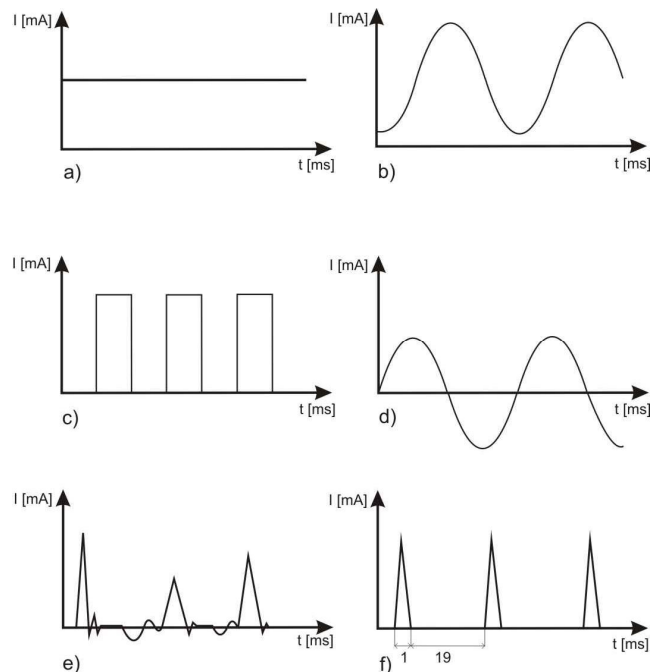 I [mA]
t [ms]
a)
I [mA]
t [ms]
b)
I [mA]
t [ms]
c)
I [mA]
t [ms]
d)
I [mA]
t [ms]
e)
I [mA]
1 19
t [ms]
f)